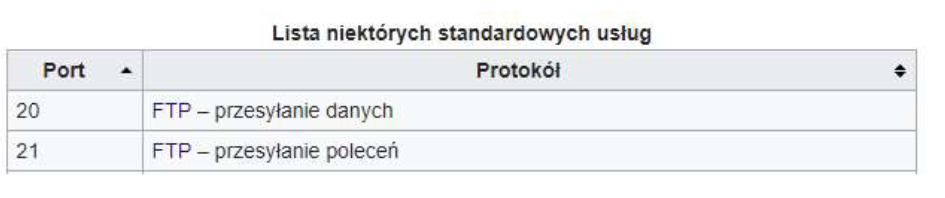 Lista niektórych standardowych usług
Port Protokół
20 FTP – przesyłanie danych
21 FTP – przesyłanie poleceń